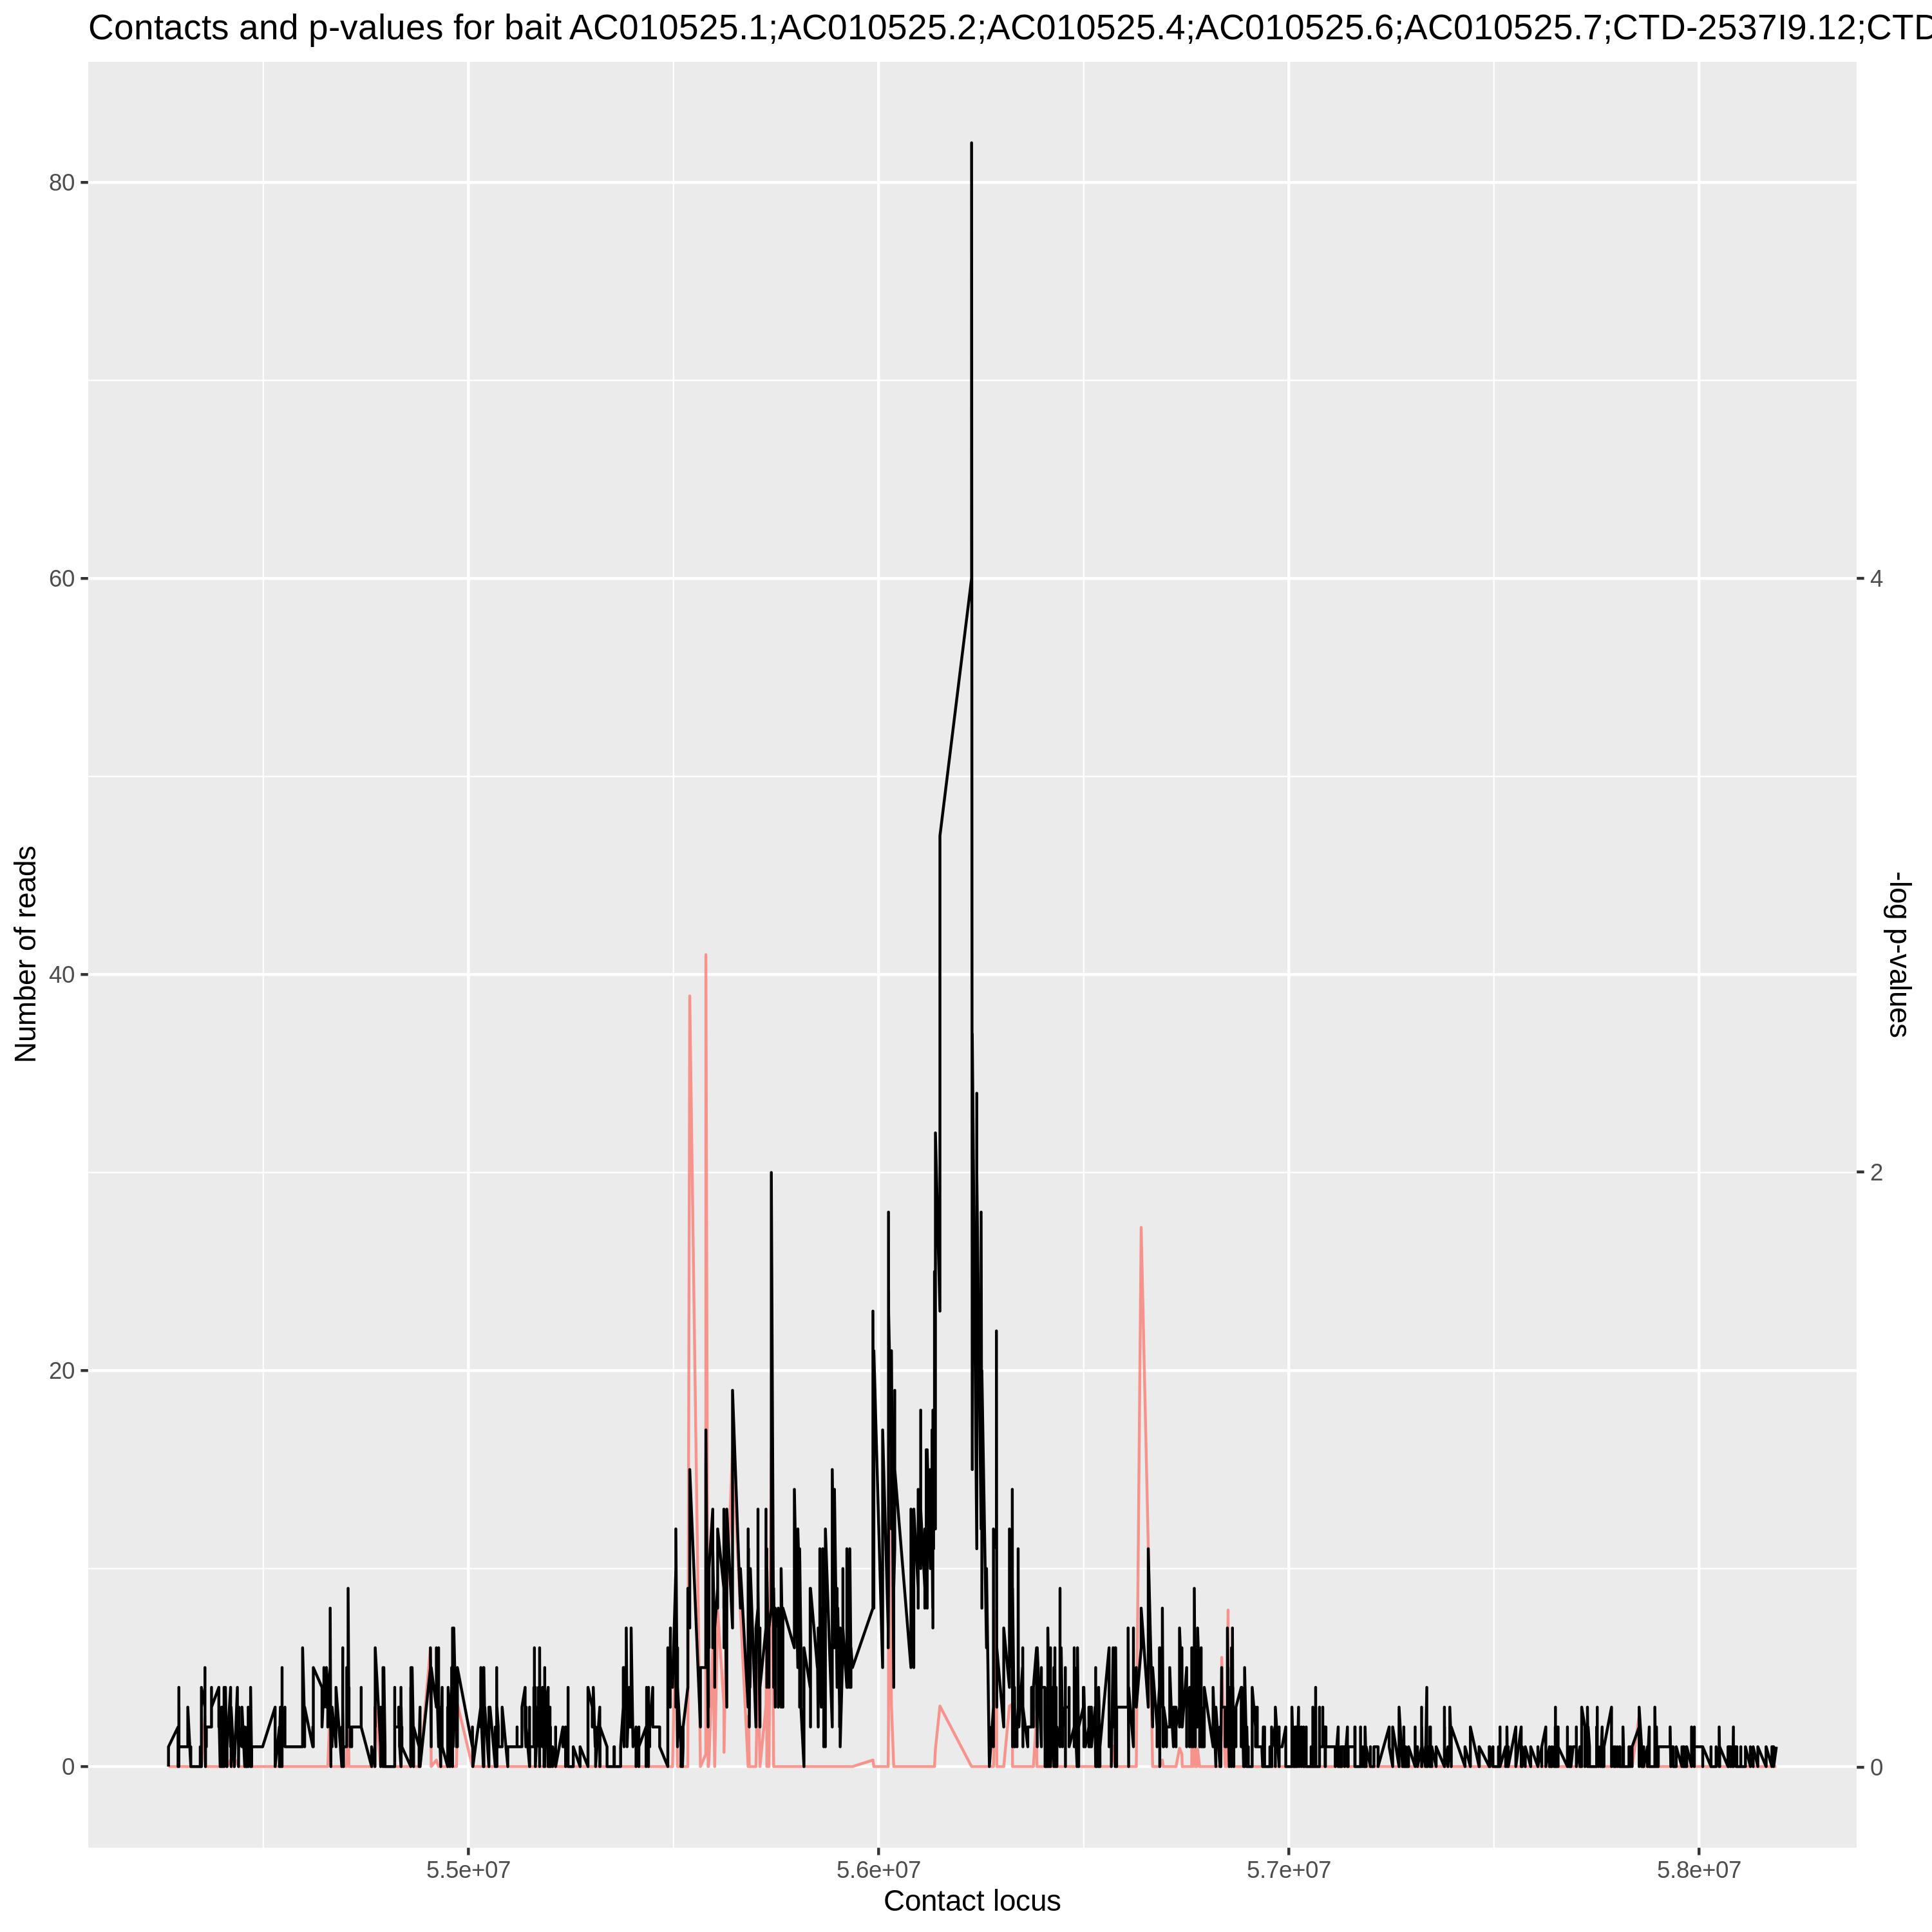 Contacts and p-values for bait AC010525.1;AC010525.2;AC010525.4;AC010525.6;AC010525.7;CTD-2537I9.12;CTD
80
60
40
20
0
Number of reads
4
2
0
-log p-values
5.5e+07
5.6e+07
5.7e+07
5.8e+07
Contact locus